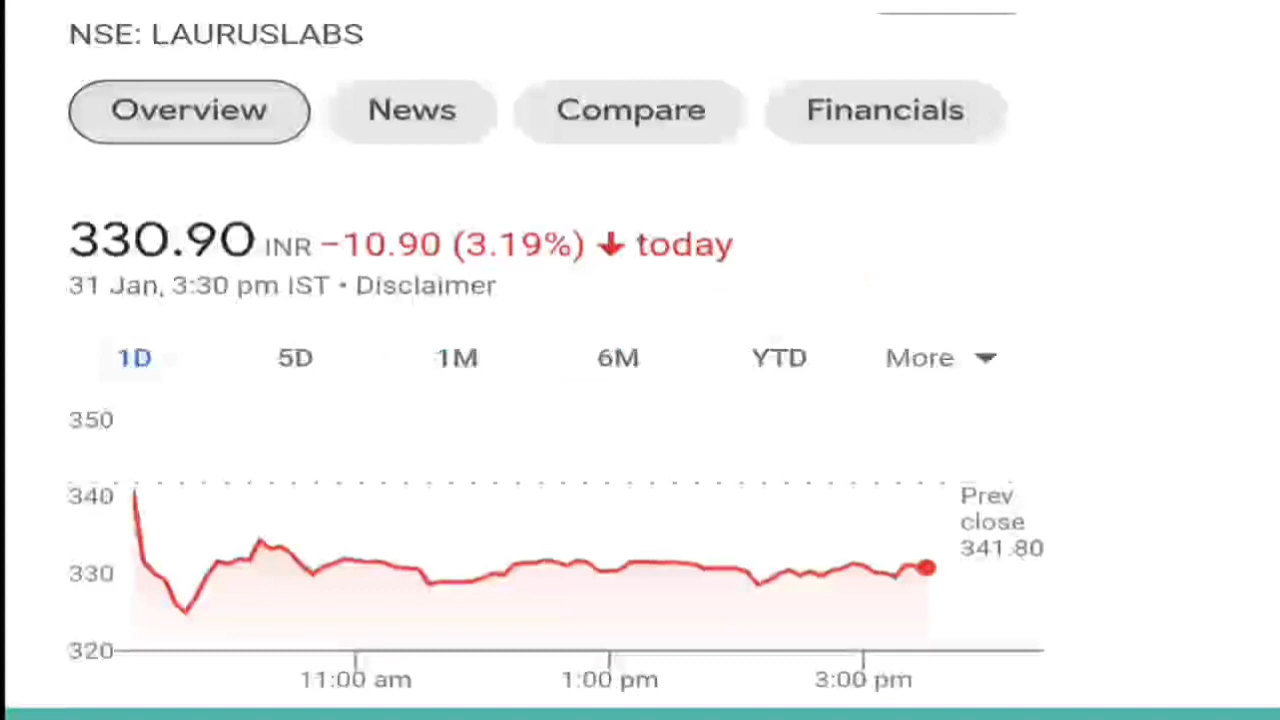 NSE: LAURUSLABS
Overview News Compare Financials
330.90 INR −10.90 (3.19%) ↓ today
31 Jan, 3:30 pm IST • Disclaimer
1D 5D 1M 6M YTD More
350
340
330
320
Prev
close
341.80
11:00 am 1:00 pm 3:00 pm